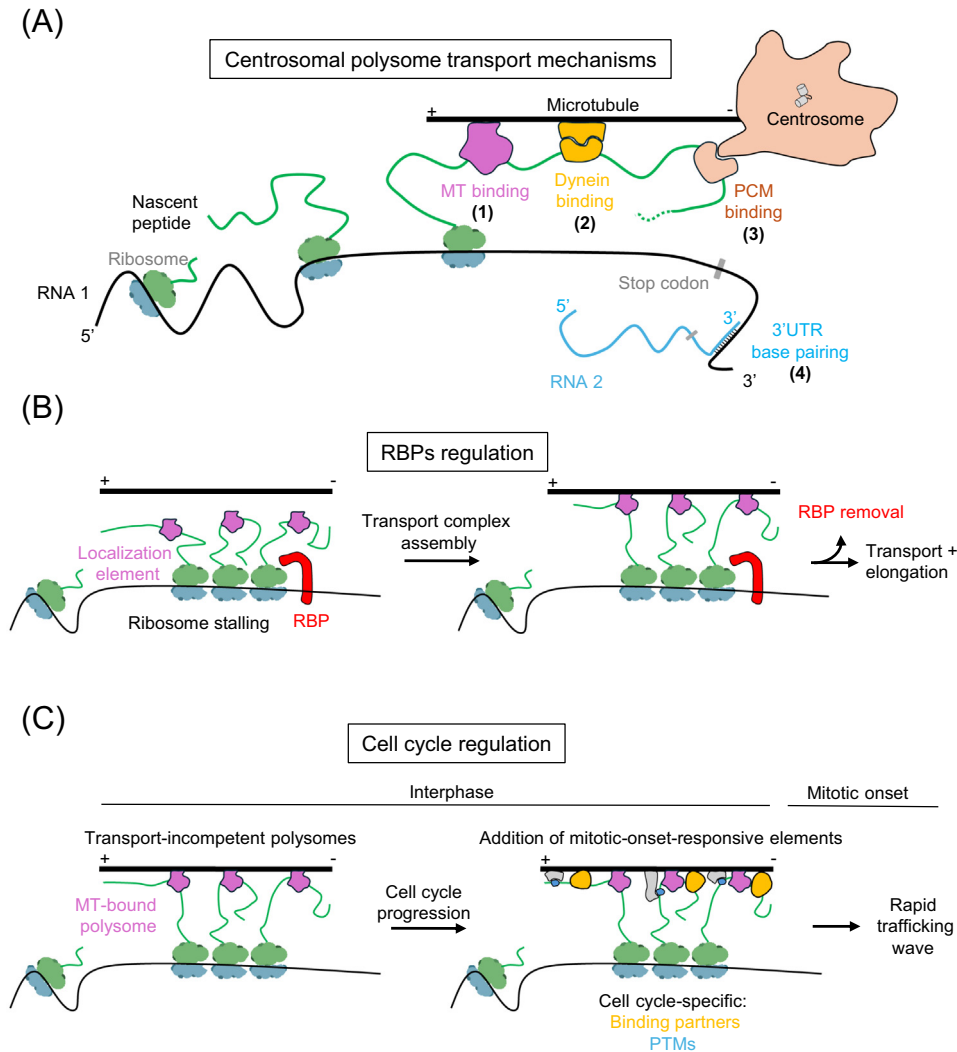 (A)
Centrosomal polysome transport mechanisms
+
Microtubule
-
Centrosome
MT binding
(1)
Dynein
binding
(2)
PCM
binding
(3)
Nascent
peptide
Ribosome
RNA 1
5’
Stop codon
5’
3’
3’UTR
base pairing
(4)
RNA 2
3’
(B)
RBPs regulation
+
-
Localization
element
Ribosome stalling
RBP
Transport complex
assembly
+
-
RBP removal
Transport +
elongation
(C)
Cell cycle regulation
Interphase
Mitotic onset
Transport-incompetent polysomes
+
-
MT-bound
polysome
Cell cycle
progression
Addition of mitotic-onset-responsive elements
+
-
Rapid
trafficking
wave
Cell cycle-specific:
Binding partners
PTMs